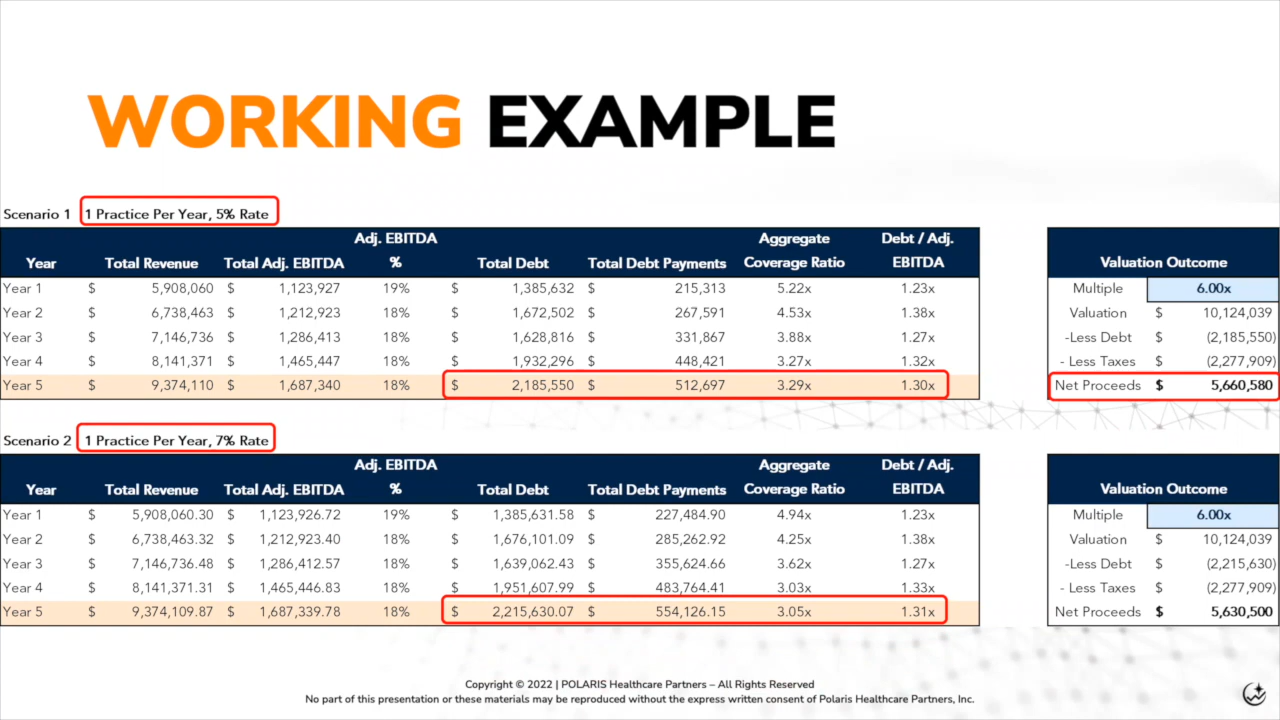 WORKING EXAMPLE
Scenario 1 1 Practice Per Year, 5% Rate
Adj. EBITDA Aggregate Debt / Adj.
Year Total Revenue Total Adj. EBITDA % Total Debt Total Debt Payments Coverage Ratio EBITDA Valuation Outcome
Year 1 $ 5,908,060 $ 1,123,927 19% $ 1,385,632 $ 215,313 5.22x 1.23x Multiple 6.00x
Year 2 $ 6,738,463 $ 1,212,923 18% $ 1,672,502 $ 267,591 4.53x 1.38x Valuation $ 10,124,039
Year 3 $ 7,146,736 $ 1,286,413 18% $ 1,628,816 $ 331,867 3.88x 1.27x -Less Debt $ (2,185,550)
Year 4 $ 8,141,371 $ 1,465,447 18% $ 1,932,296 $ 448,421 3.27x 1.32x - Less Taxes $ (2,277,909)
Year 5 $ 9,374,110 $ 1,687,340 18% $ 2,185,550 $ 512,697 3.29x 1.30x Net Proceeds $ 5,660,580
Scenario 2 1 Practice Per Year, 7% Rate
Adj. EBITDA Aggregate Debt / Adj.
Year Total Revenue Total Adj. EBITDA % Total Debt Total Debt Payments Coverage Ratio EBITDA Valuation Outcome
Year 1 $ 5,908,060.30 $ 1,123,926.72 19% $ 1,385,631.58 $ 227,484.90 4.94x 1.23x Multiple 6.00x
Year 2 $ 6,738,463.32 $ 1,212,923.40 18% $ 1,676,101.09 $ 285,262.92 4.25x 1.38x Valuation $ 10,124,039
Year 3 $ 7,146,736.48 $ 1,286,412.57 18% $ 1,639,062.43 $ 355,624.66 3.62x 1.27x -Less Debt $ (2,215,630)
Year 4 $ 8,141,371.31 $ 1,465,446.83 18% $ 1,951,607.99 $ 483,764.41 3.03x 1.33x - Less Taxes $ (2,277,909)
Year 5 $ 9,374,109.87 $ 1,687,339.78 18% $ 2,215,630.07 $ 554,126.15 3.05x 1.31x Net Proceeds $ 5,630,500
Copyright © 2022 | POLARIS Healthcare Partners – All Rights Reserved
No part of this presentation or these materials may be reproduced without the express written consent of Polaris Healthcare Partners, Inc.